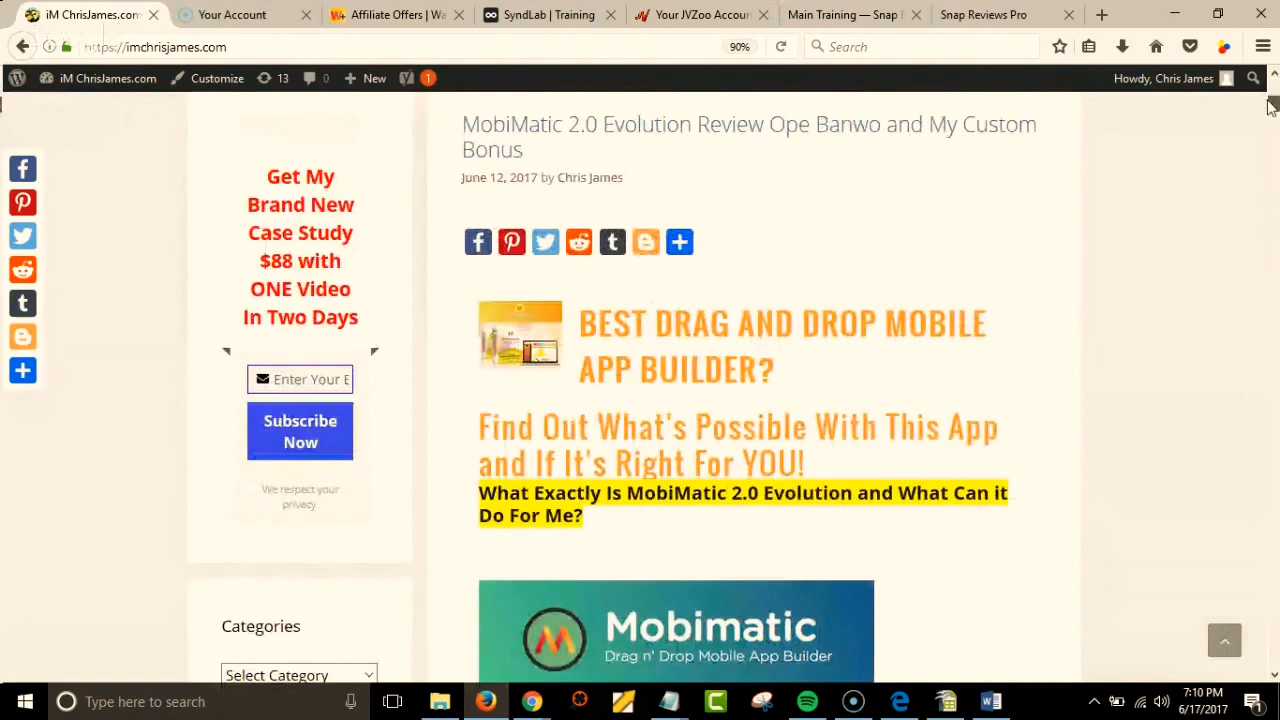 iM ChrisJames.com
Your Account
Affiliate Offers | Wa
SyndLab | Training
Your JVZoo Accoun
Main Training — Snap
Snap Reviews Pro
https://imchrisjames.com
90%
Search
iM ChrisJames.com
Customize
13
0
New
1
Howdy, Chris James
Get My
Brand New
Case Study
$88 with
ONE Video
In Two Days
Enter Your E
Subscribe
Now
We respect your
privacy
Categories
Select Category
MobiMatic 2.0 Evolution Review Ope Banwo and My Custom
Bonus
June 12, 2017 by Chris James
BEST DRAG AND DROP MOBILE
APP BUILDER?
Find Out What's Possible With This App
and If It's Right For YOU!
What Exactly Is MobiMatic 2.0 Evolution and What Can it
Do For Me?
Mobimatic
Drag n' Drop Mobile App Builder
Type here to search
7:10 PM
6/17/2017
1